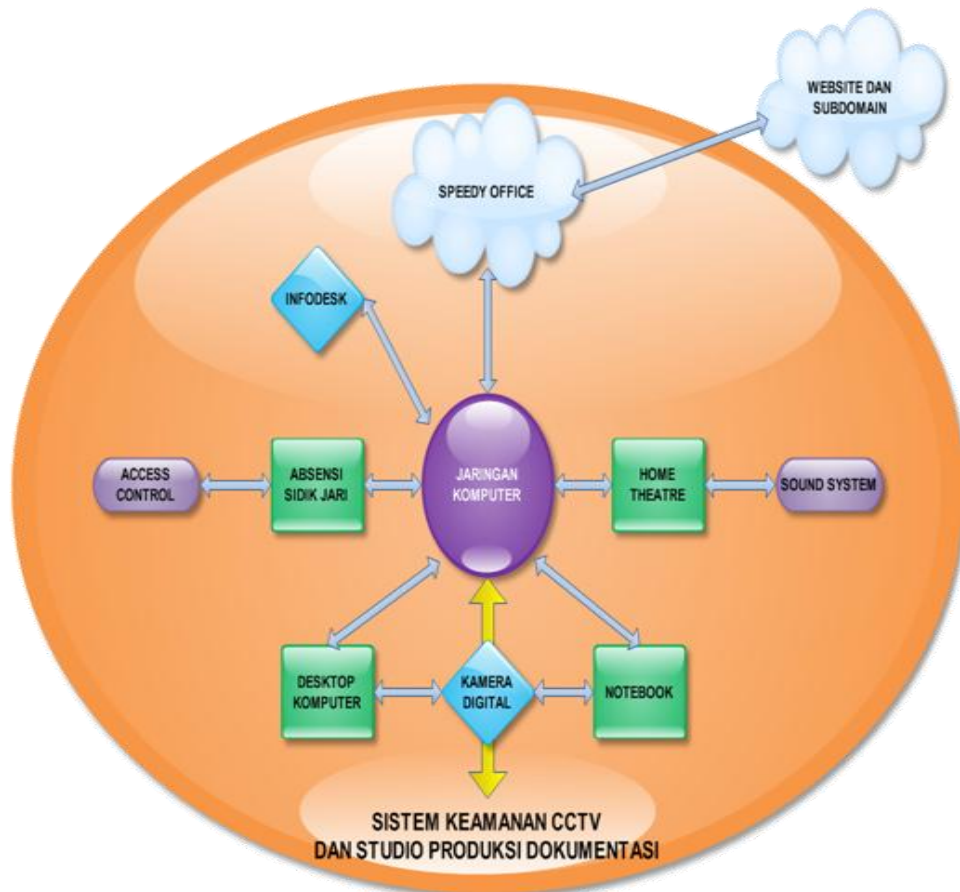 WEBSITE DAN
SUBDOMAIN
SPEEDY OFFICE
INFODESK
ACCESS
CONTROL
ABSENSI
SIDIK JARI
JARINGAN
KOMPUTER
HOME
THEATRE
SOUND SYSTEM
DESKTOP
KOMPUTER
KAMERA
DIGITAL
NOTEBOOK
SISTEM KEAMANAN CCTV
DAN STUDIO PRODUKSI DOKUMENTASI